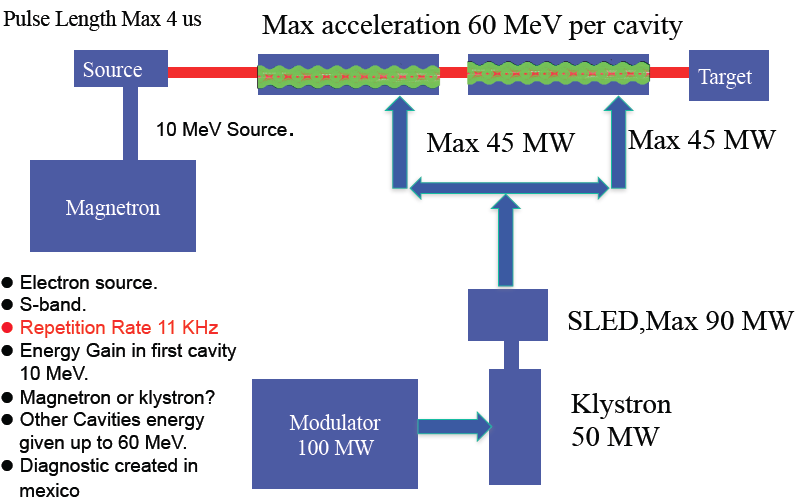 Pulse Length Max 4 us
Max acceleration 60 MeV per cavity
Source
Target
10 MeV Source.
Max 45 MW
Max 45 MW
Magnetron
● Electron source.
● S-band.
● Repetition Rate 11 KHz
● Energy Gain in first cavity
10 MeV.
● Magnetron or klystron?
● Other Cavities energy
given up to 60 MeV.
● Diagnostic created in
mexico
SLED,Max 90 MW
Modulator
100 MW
Klystron
50 MW